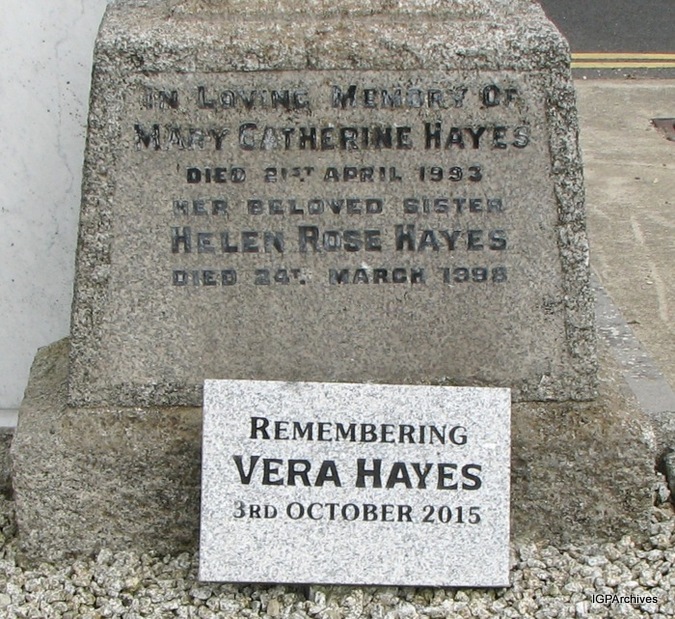 In Loving Memory Of
Mary Catherine Hayes
Died 21st April 1993
Her Beloved Sister
Helen Rose Hayes
Died 24t. March 1998
Remembering
Vera Hayes
3rd October 2015
IGPArchives